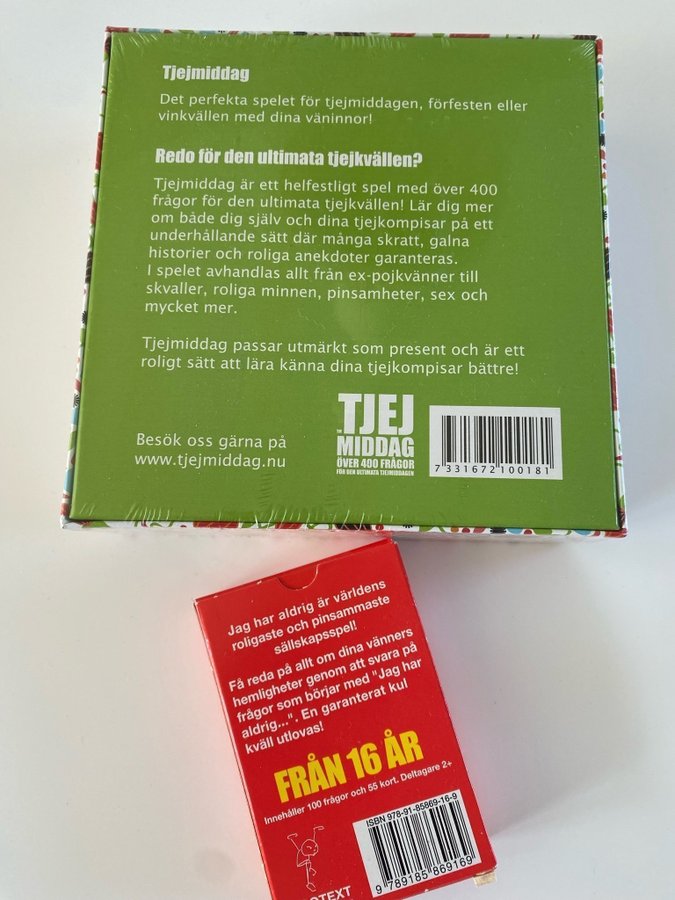 Tjejmiddag
Det perfekta spelet för tjejmiddagen, förfesten eller
vinkvällen med dina väninnor!
Redo för den ultimata tjejkvällen?
Tjejmiddag är ett helfestligt spel med över 400
frågor för den ultimata tjejkvällen! Lär dig mer
om både dig själv och dina tjejkompisar på ett
underhållande sätt där många skratt, galna
historier och roliga anekdoter garanteras.
I spelet avhandlas allt från ex-pojkvänner till
skvaller, roliga minnen, pinsamheter, sex och
mycket mer.
Tjejmiddag passar utmärkt som present och är ett
roligt sätt att lära känna dina tjejkompisar bättre!
Besök oss gärna på
www.tjejmiddag.nu
TJEJ
MIDDAG
ÖVER 400 FRÅGOR
FÖR DEN ULTIMATA TJEJMIDDAGEN
7331672100181
Jag har aldrig är världens
roligaste och pinsammaste
sällskapsspel!
Få reda på allt om dina vänners
hemligheter genom att svara på
frågor som börjar med "Jag har
aldrig...". En garanterat kul
kväll utlovas!
FRÅN 16 ÅR
Innehåller 100 frågor och 55 kort. Deltagare 2+
ISBN 978-91-85869-16-9
9 789185 869169